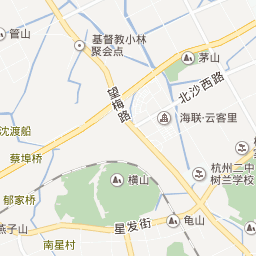 管山
基督教小林
聚会点
茅山
望梅路
北沙西路
海联·云客里
沈渡船
蔡埠桥
杭州二中
树兰学校
横山
郁家桥
星发街
龟山
燕子山
南星村